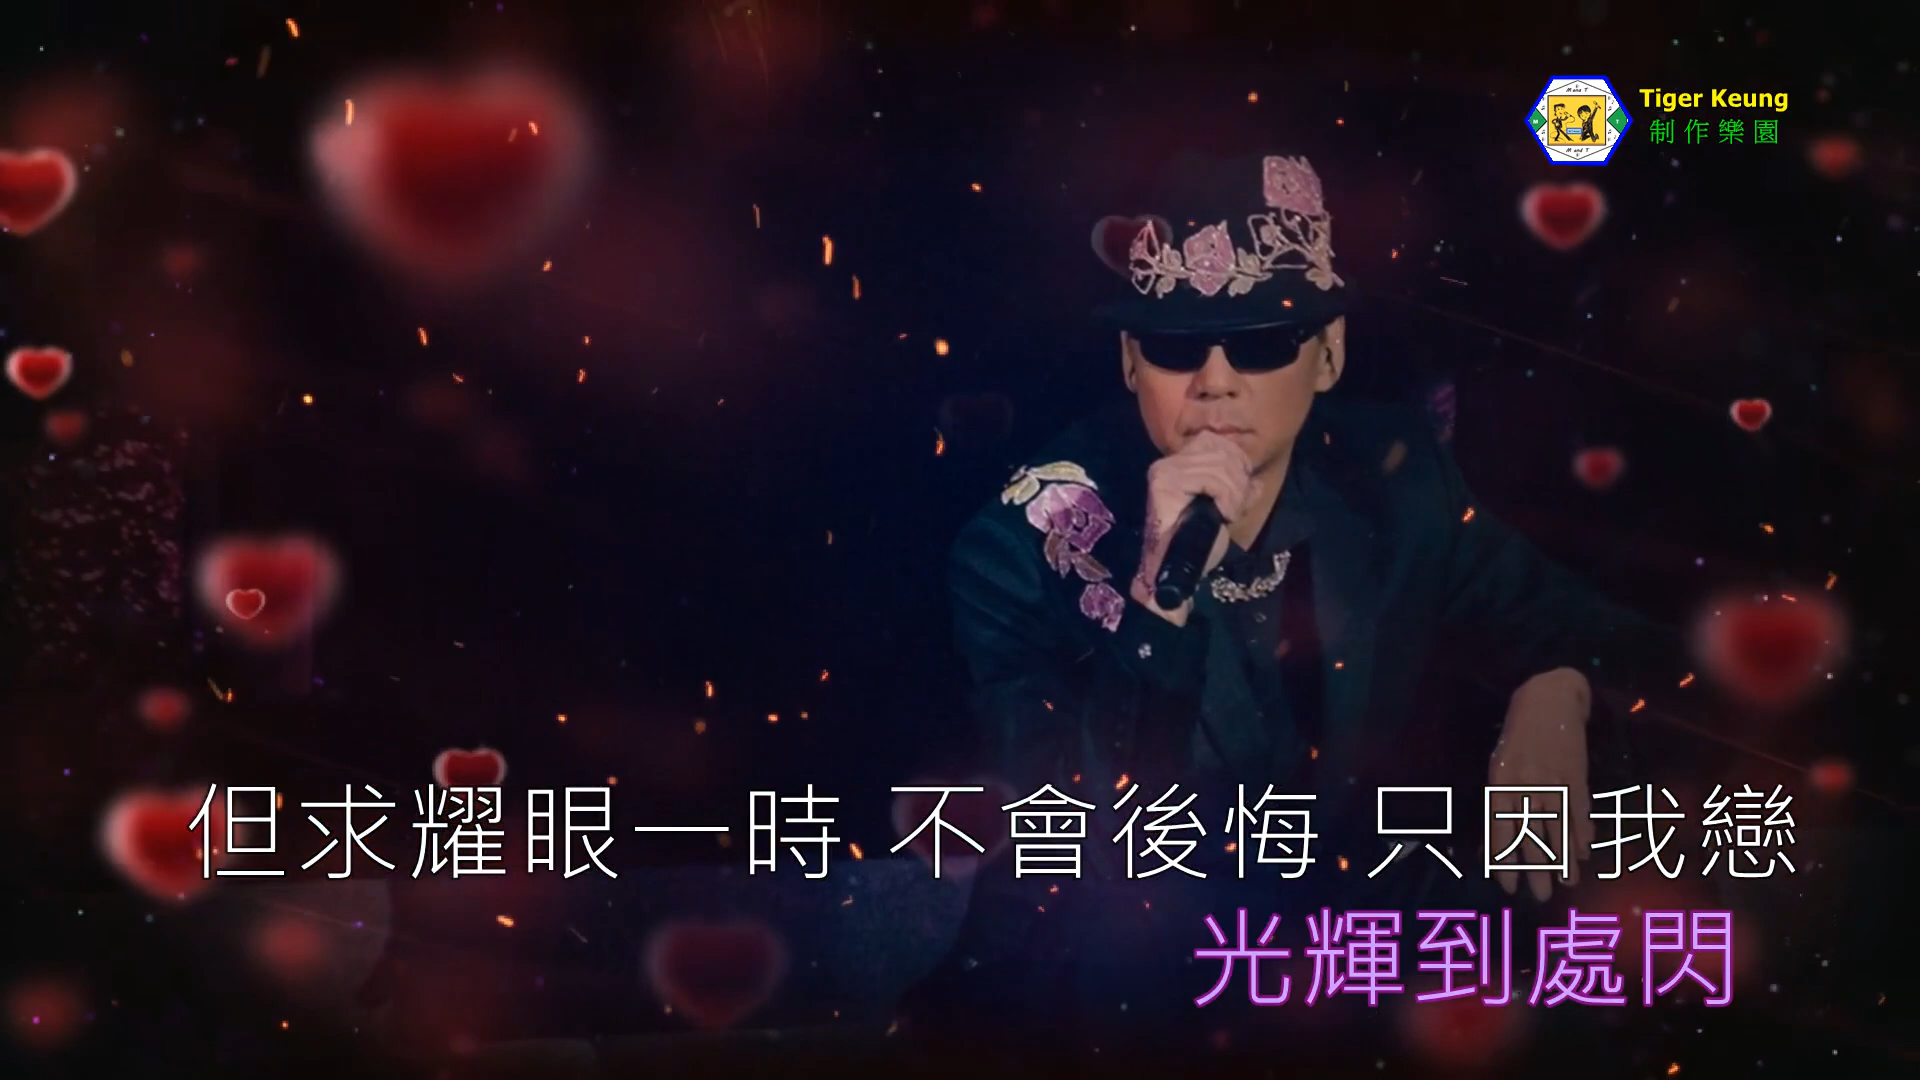 Tiger Keung
制作樂園
但求耀眼一時 不會後悔 只因我戀
光輝到處閃